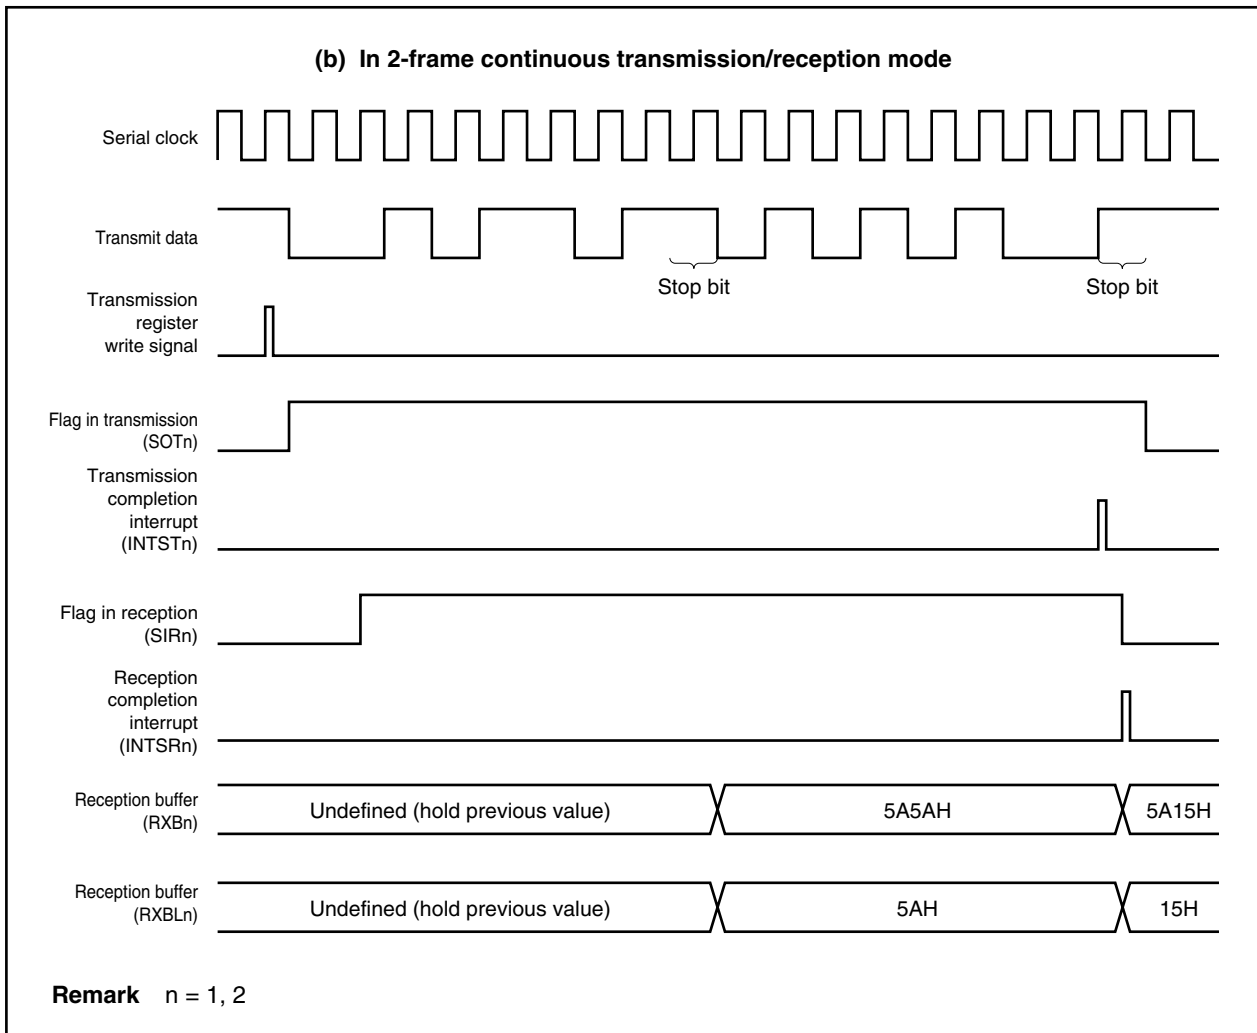 (b) In 2-frame continuous transmission/reception mode
Serial clock
Transmit data
Stop bit
Stop bit
Transmission
register
write signal
Flag in transmission
(SOTn)
Transmission
completion
interrupt
(INTSTn)
Flag in reception
(SIRn)
Reception
completion
interrupt
(INTSRn)
Reception buffer
(RXBn)
Undefined (hold previous value)
5A5AH
5A15H
Reception buffer
(RXBLn)
Undefined (hold previous value)
5AH
15H
Remark n = 1, 2